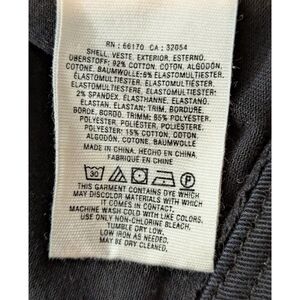 RN : 66170 CA : 32054
SHELL, VESTE, EXTERIOR, ESTERNO,
OBERSTOFF: 92% COTTON, COTON, ALGODÓN,
COTONE, BAUMWOLLE: 6% ELASTOMULTIESTER,
ÉLASTOMULTIESTER, ELASTOMULTIÉSTER,
ELASTOMULTIESTERE, ELASTOMULTIESTER:
2% SPANDEX, ELASTHANNE, ELASTANO,
ELASTAN, ELASTAN; TRIM, BORDURE,
BORDE, BORDO, TRIMM: 85% POLYESTER,
POLYESTER, POLIÉSTER, POLIESTERE,
POLYESTER: 15% COTTON, COTON,
ALGODÓN, COTONE, BAUMWOLLE
MADE IN CHINA. HECHO EN CHINA.
FABRIQUÉ EN CHINE
30 P
THIS GARMENT CONTAINS DYE WHICH
MAY DISCOLOR MATERIALS WITH WHICH
IT COMES IN CONTACT.
MACHINE WASH COLD WITH LIKE COLORS.
USE ONLY NON-CHLORINE BLEACH.
TUMBLE DRY LOW.
LOW IRON AS NEEDED.
MAY BE DRY CLEANED.